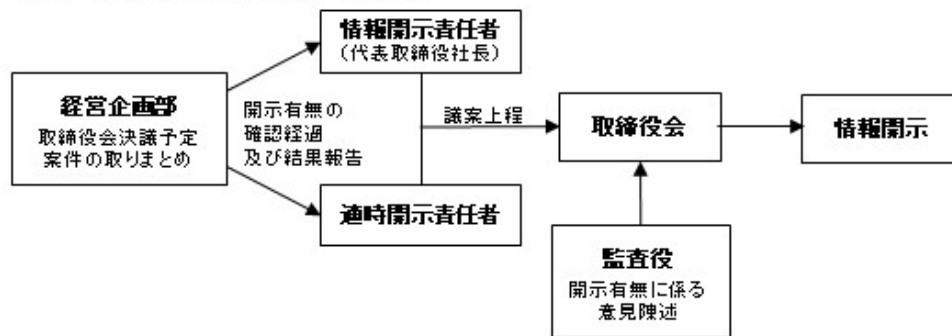 情報開示責任者
（代表取締役社長）
経営企画部
取締役会決議予定
案件の取りまとめ
開示有無の
確認経過
及び結果報告
議案上程
取締役会
情報開示
適時開示責任者
監査役
開示有無に係る
意見陳述